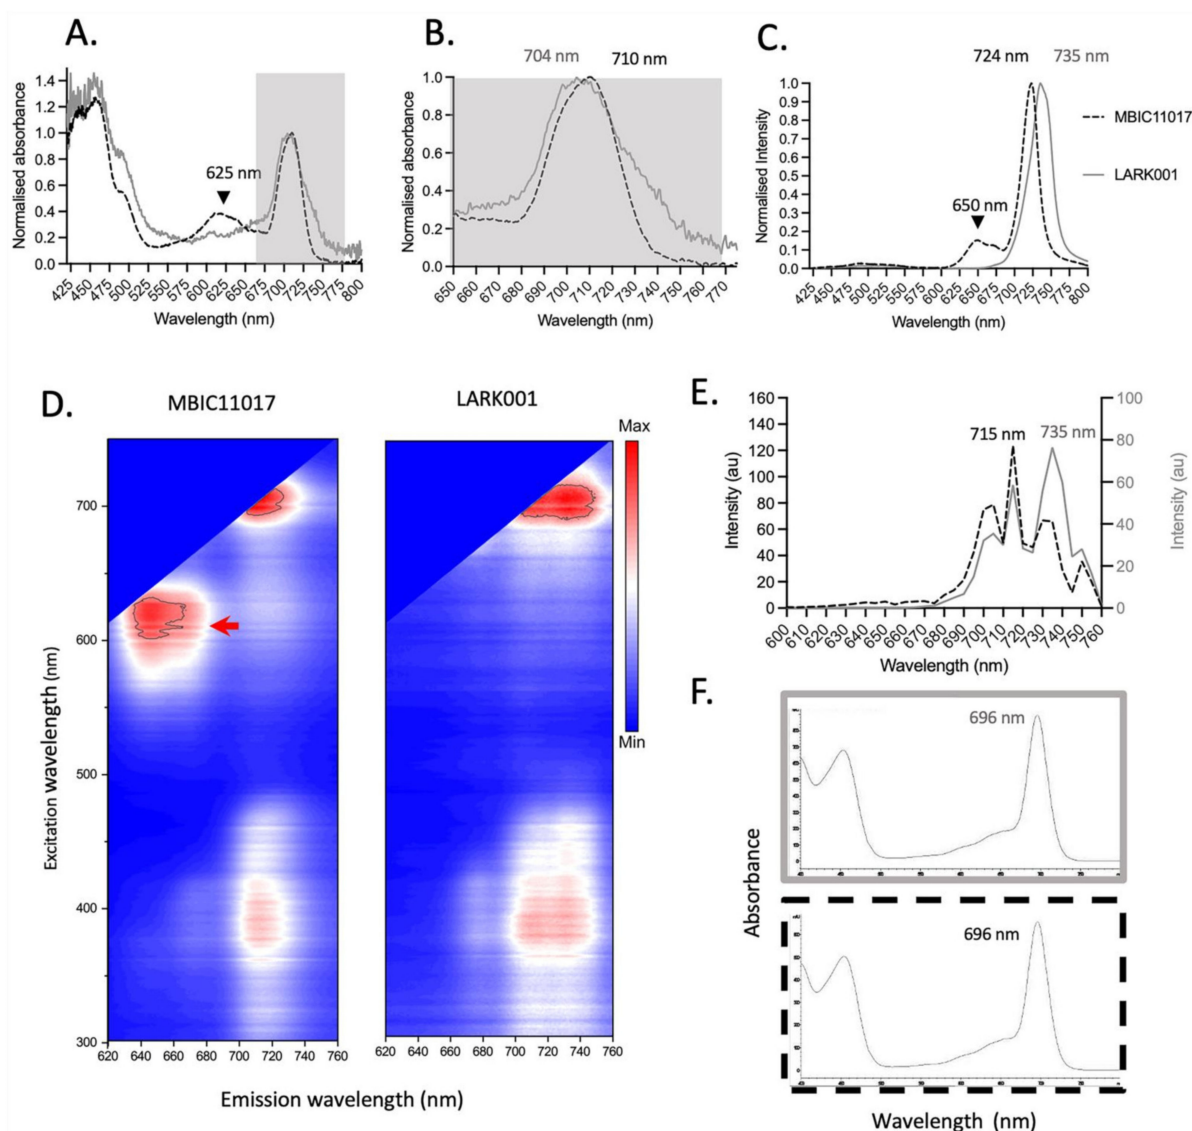 A.
1.4
1.2
1.0
0.8
0.6
0.4
0.2
0.0
Normalised absorbance
625 nm
425 450 475 500 525 550 575 600 625 650 675 700 725 750 775 800
Wavelength (nm)
B.
704 nm 710 nm
1.0
0.8
0.6
0.4
0.2
0.0
Normalised absorbance
650 660 670 680 690 700 710 720 730 740 750 760 770
Wavelength (nm)
C.
724 nm 735 nm
1.0
0.9
0.8
0.7
0.6
0.5
0.4
0.3
0.2
0.1
0.0
Normalized Intensity
650 nm
425 450 475 500 525 550 575 600 625 650 675 700 725 750 775 800
Wavelength (nm)
MBIC11017
LARK001
D.
MBIC11017
LARK001
700
600
500
400
300
Excitation wavelength (nm)
620 640 660 680 700 720 740 760
620 640 660 680 700 720 740 760
Emission wavelength (nm)
Max
Min
E.
160
140
120
100
80
60
40
20
0
Intensity (au)
715 nm 735 nm
100
80
60
40
20
0
Intensity (au)
600 610 620 630 640 650 660 670 680 690 700 710 720 730 740 750 760
Wavelength (nm)
F.
696 nm
696 nm
Absorbance
Wavelength (nm)